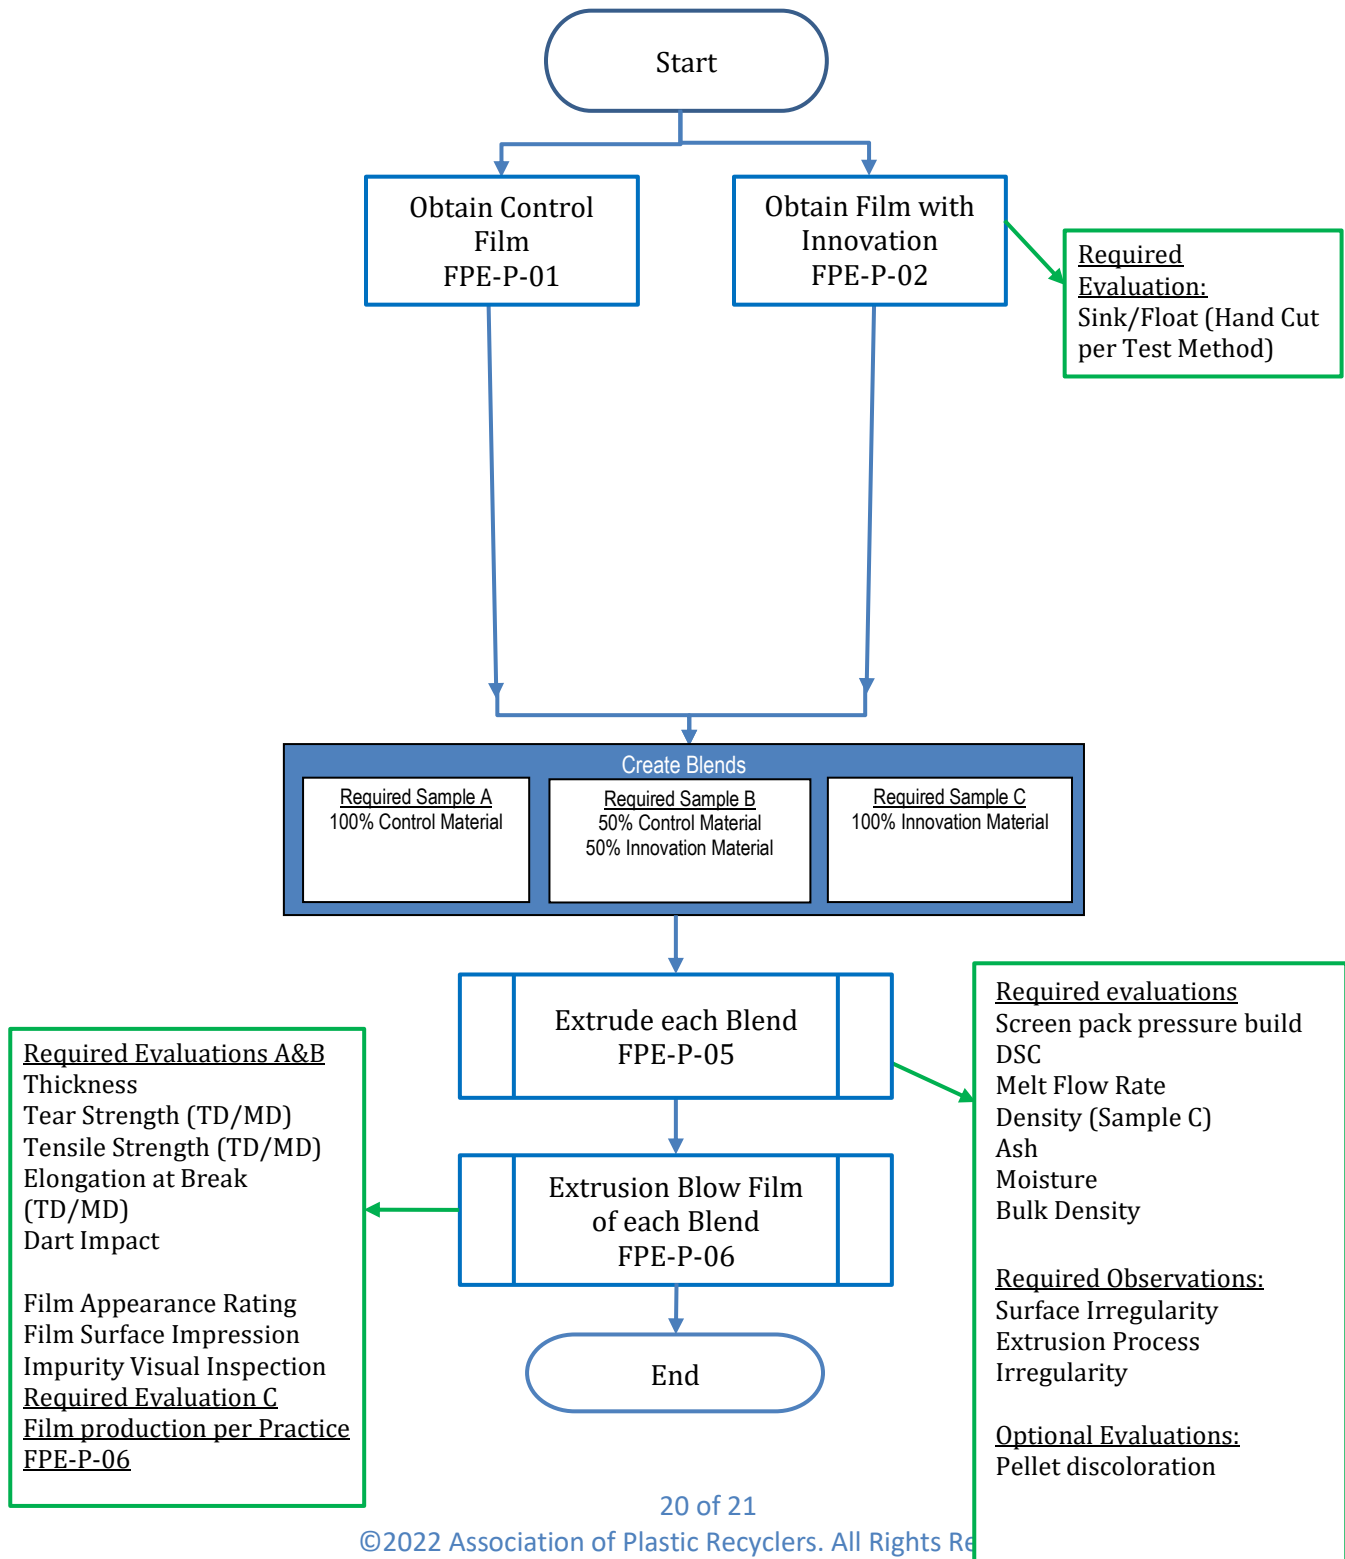 Start
Obtain Control
Film
FPE-P-01
Obtain Film with
Innovation
FPE-P-02
Required
Evaluation:
Sink/Float (Hand Cut
per Test Method)
Create Blends
Required Sample A
100% Control Material
Required Sample B
50% Control Material
50% Innovation Material
Required Sample C
100% Innovation Material
Extrude each Blend
FPE-P-05
Required evaluations
Screen pack pressure build
DSC
Melt Flow Rate
Density (Sample C)
Ash
Moisture
Bulk Density
Required Observations:
Surface Irregularity
Extrusion Process
Irregularity
Optional Evaluations:
Pellet discoloration
Extrusion Blow Film
of each Blend
FPE-P-06
Required Evaluations A&B
Thickness
Tear Strength (TD/MD)
Tensile Strength (TD/MD)
Elongation at Break
(TD/MD)
Dart Impact
Film Appearance Rating
Film Surface Impression
Impurity Visual Inspection
Required Evaluation C
Film production per Practice
FPE-P-06
End
20 of 21
©2022 Association of Plastic Recyclers. All Rights Re